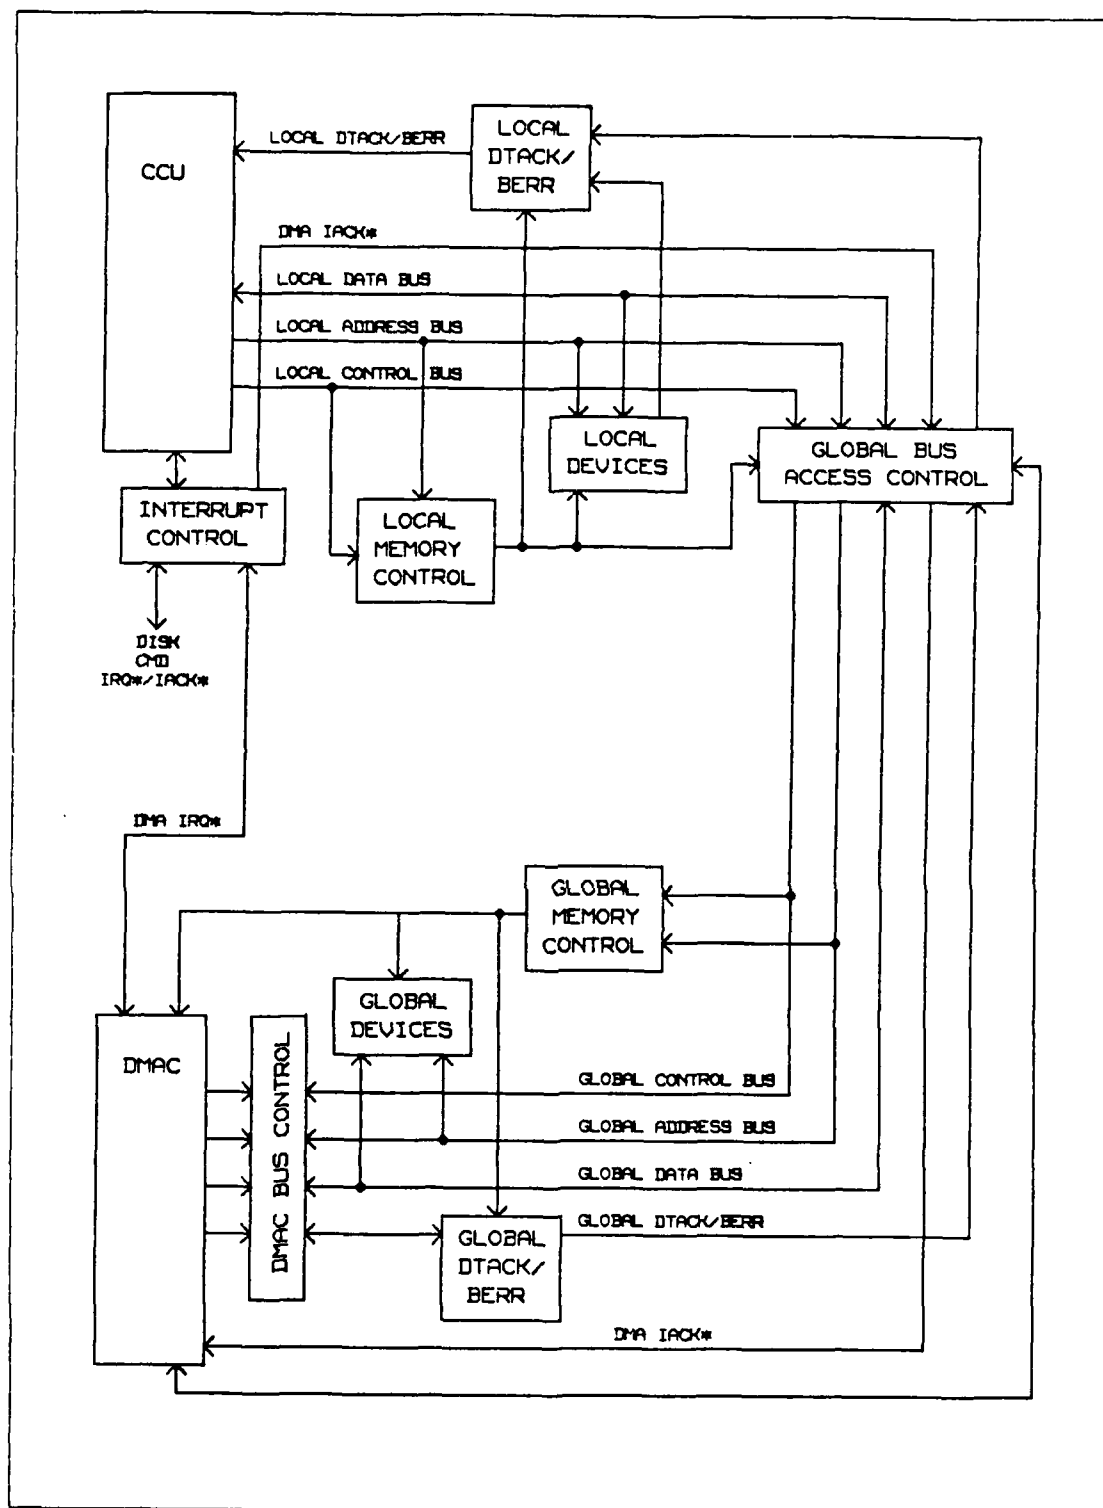 CCU
LOCAL DTACK/BERR
LOCAL
DTACK/
BERR
DMA IACK*
LOCAL DATA BUS
LOCAL ADDRESS BUS
LOCAL CONTROL BUS
LOCAL
DEVICES
GLOBAL BUS
ACCESS CONTROL
INTERRUPT
CONTROL
LOCAL
MEMORY
CONTROL
DISK
CMD
IRQ*/IACK*
DMA IRQ*
GLOBAL
MEMORY
CONTROL
GLOBAL
DEVICES
DMAC
DMAC BUS CONTROL
GLOBAL CONTROL BUS
GLOBAL ADDRESS BUS
GLOBAL DATA BUS
GLOBAL DTACK/BERR
GLOBAL
DTACK/
BERR
DMA IACK*